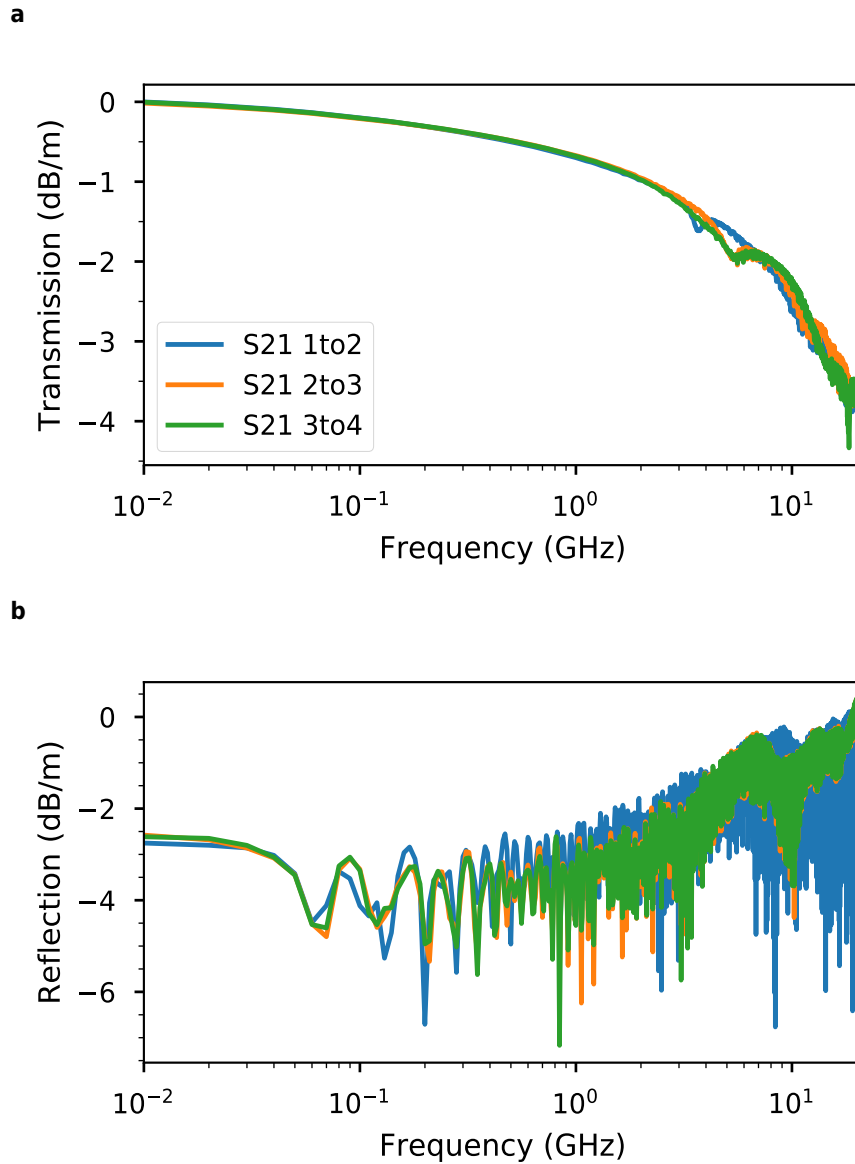 a
0
−1
−2
−3
−4
Transmission (dB/m)
S21 1to2
S21 2to3
S21 3to4
10⁻² 10⁻¹ 10⁰ 10¹
Frequency (GHz)
b
0
−2
−4
−6
Reflection (dB/m)
10⁻² 10⁻¹ 10⁰ 10¹
Frequency (GHz)